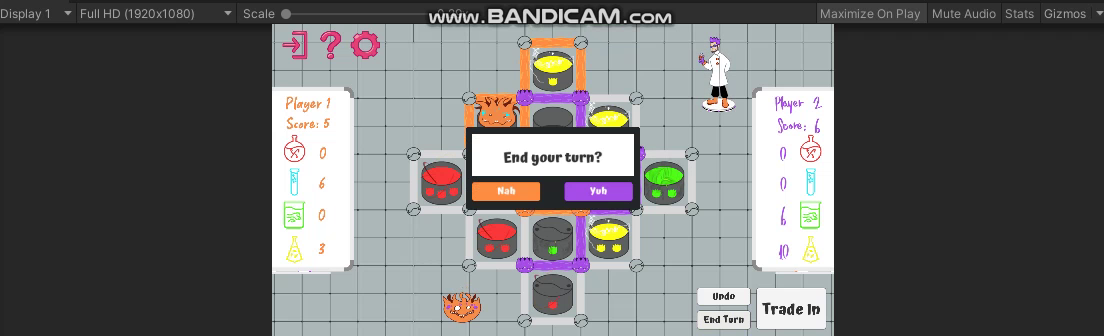 Display 1
Full HD (1920x1080)
Scale
www.BANDICAM.com
Maximize On Play
Mute Audio
Stats
Gizmos
?
Player 1
Score: 5
0
6
0
3
Player 2
Score: 6
0
0
6
10
End your turn?
Nah
Yuh
Undo
End Turn
Trade In